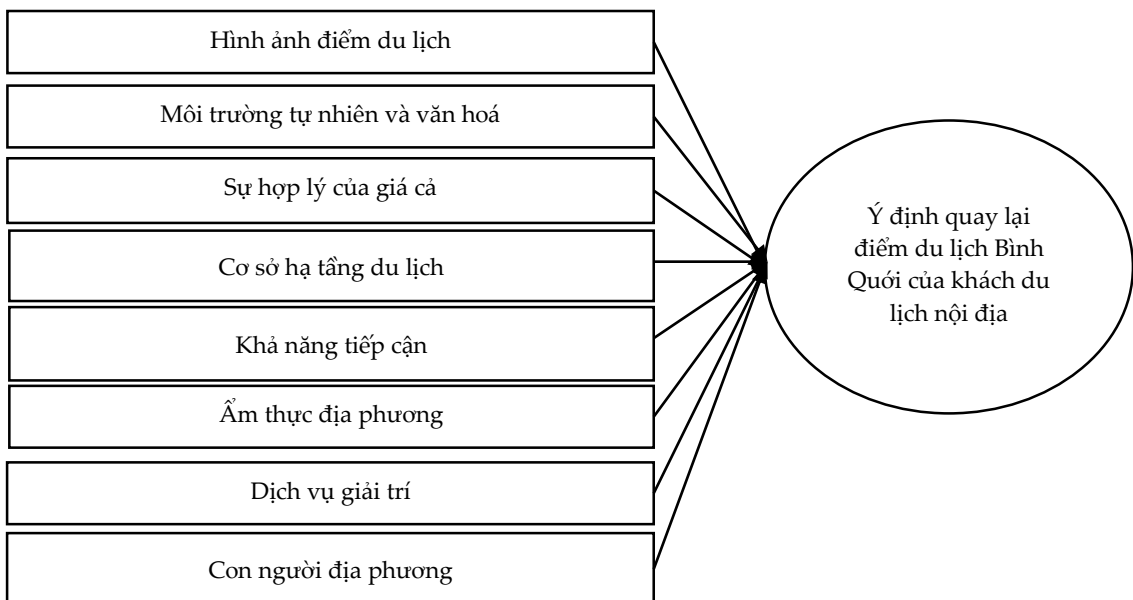 Hình ảnh điểm du lịch
Môi trường tự nhiên và văn hoá
Sự hợp lý của giá cả
Cơ sở hạ tầng du lịch
Khả năng tiếp cận
Ẩm thực địa phương
Dịch vụ giải trí
Con người địa phương
Ý định quay lại
điểm du lịch Bình
Quới của khách du
lịch nội địa